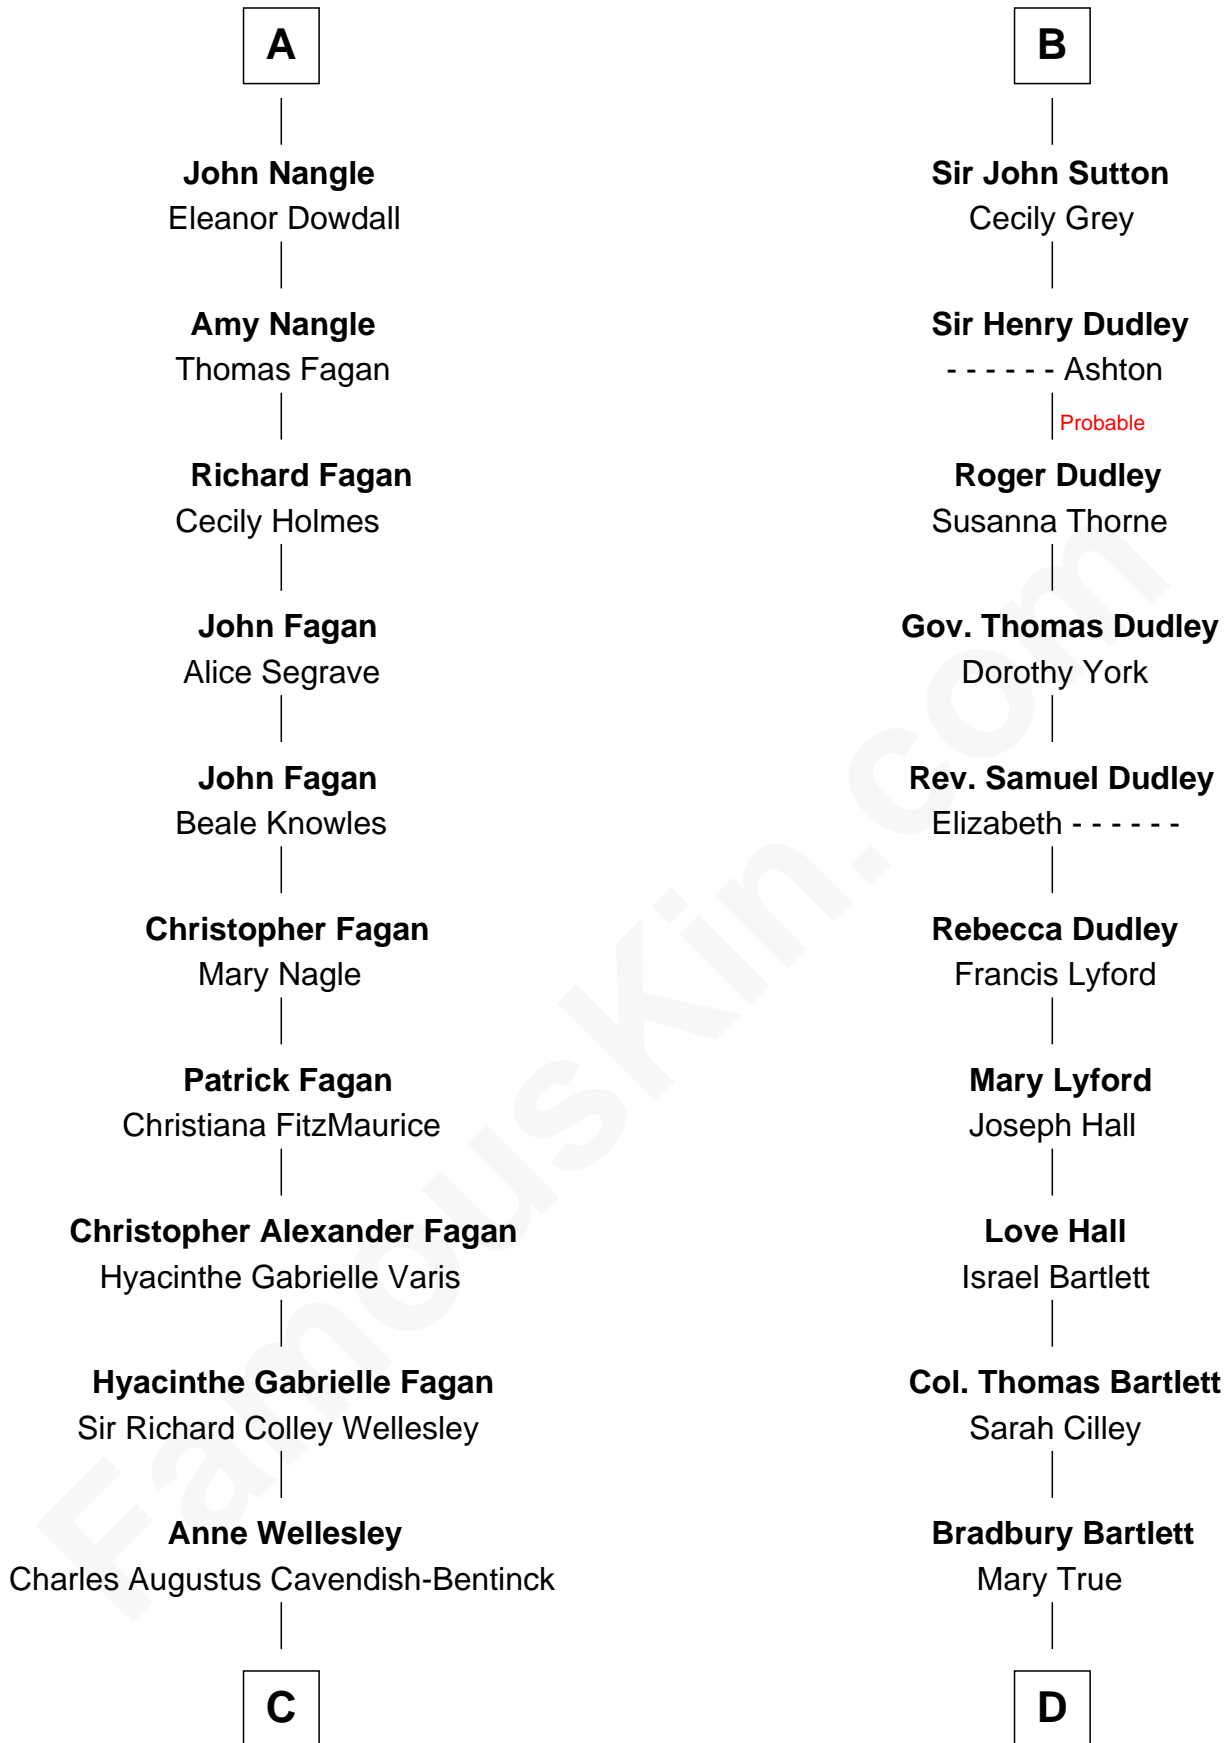 A
John Nangle
Eleanor Dowdall
Amy Nangle
Thomas Fagan
Richard Fagan
Cecily Holmes
John Fagan
Alice Segrave
John Fagan
Beale Knowles
Christopher Fagan
Mary Nagle
Patrick Fagan
Christiana FitzMaurice
Christopher Alexander Fagan
Hyacinthe Gabrielle Varis
Hyacinthe Gabrielle Fagan
Sir Richard Colley Wellesley
Anne Wellesley
Charles Augustus Cavendish-Bentinck
C
B
Sir John Sutton
Cecily Grey
Sir Henry Dudley
- - - - - - Ashton
Probable
Roger Dudley
Susanna Thorne
Gov. Thomas Dudley
Dorothy York
Rev. Samuel Dudley
Elizabeth - - - - - -
Rebecca Dudley
Francis Lyford
Mary Lyford
Joseph Hall
Love Hall
Israel Bartlett
Col. Thomas Bartlett
Sarah Cilley
Bradbury Bartlett
Mary True
D
FamousKin.com